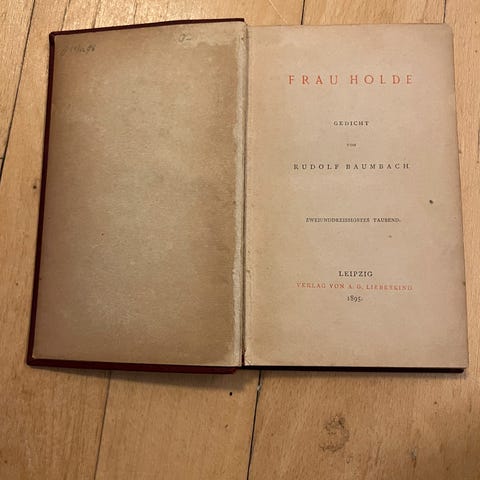 FRAU HOLDE
GEDICHT
VON
RUDOLF BAUMBACH.
ZWEIUNDDREISSIGSTES TAUSEND.
LEIPZIG
VERLAG VON A. G. LIEBESKIND
1895.